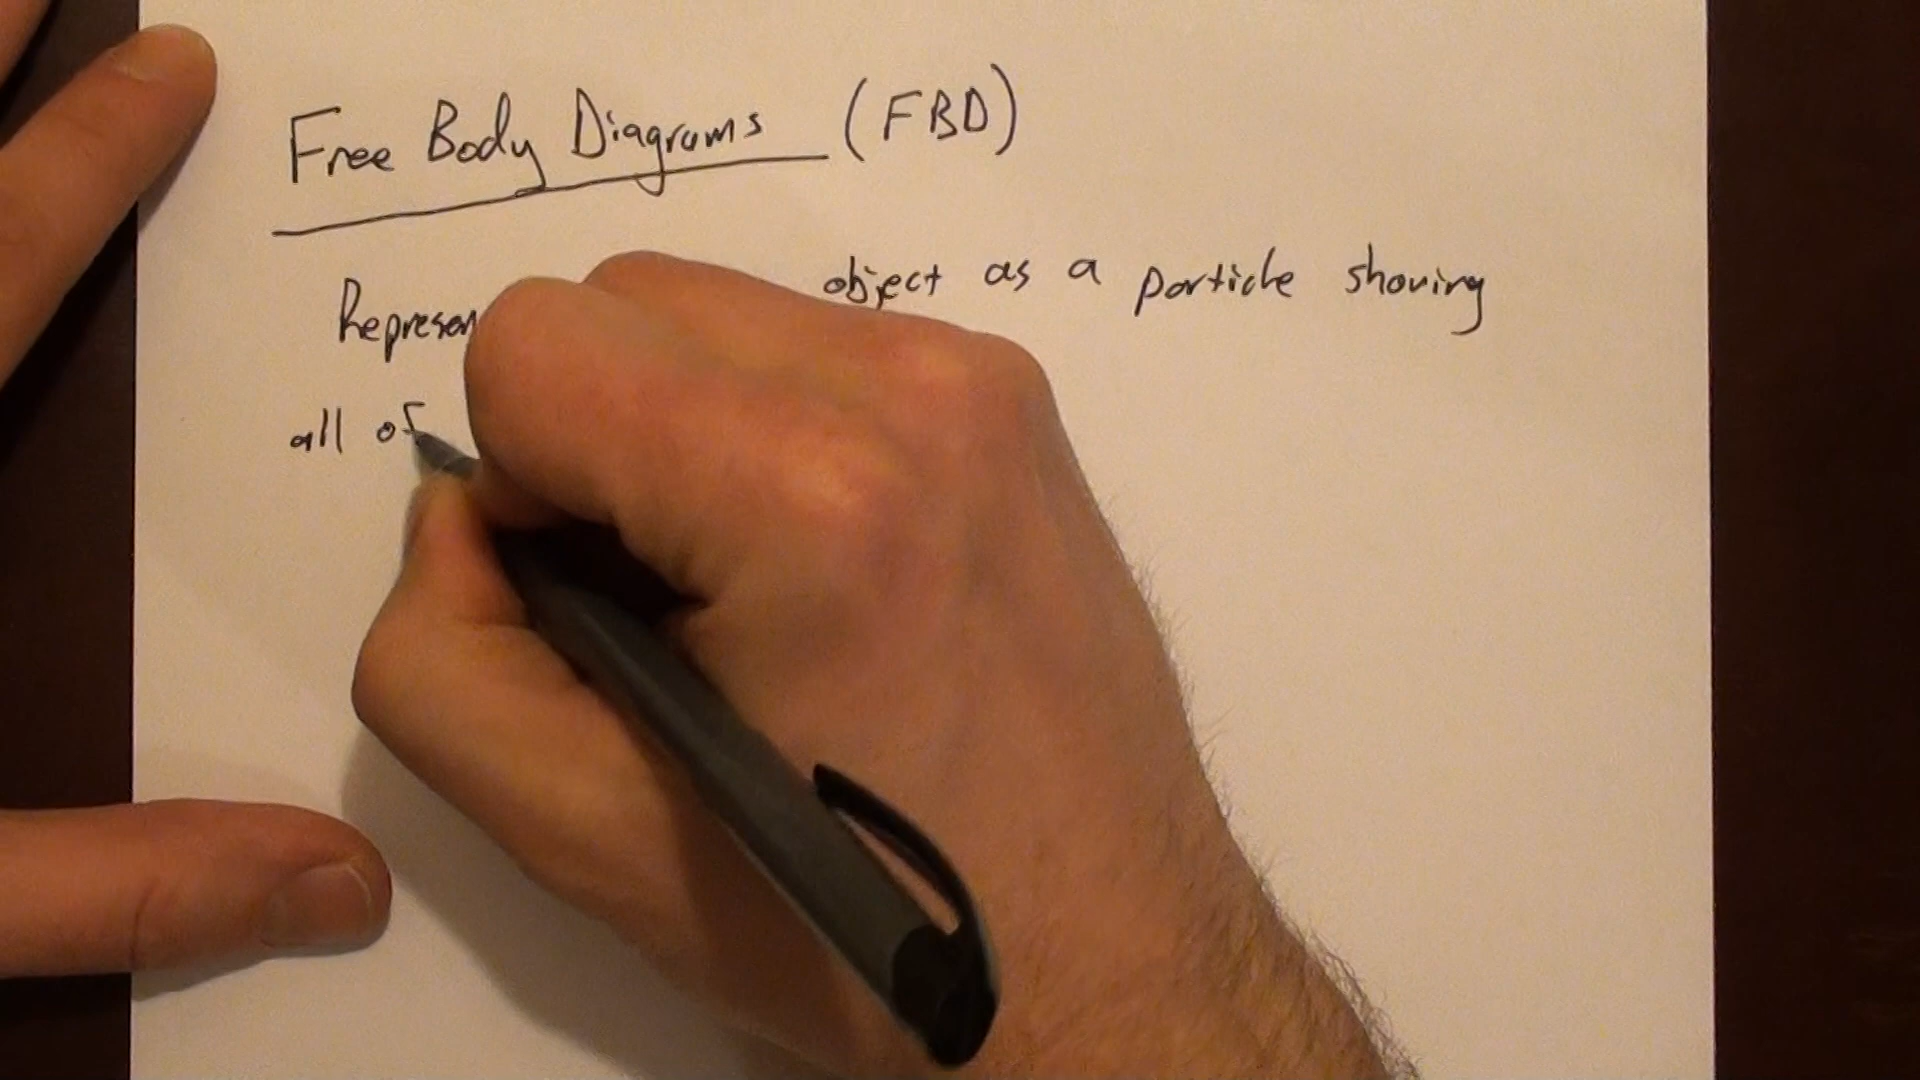 Free Body Diagrams (FBD)
Represen object as a particle showing
all of